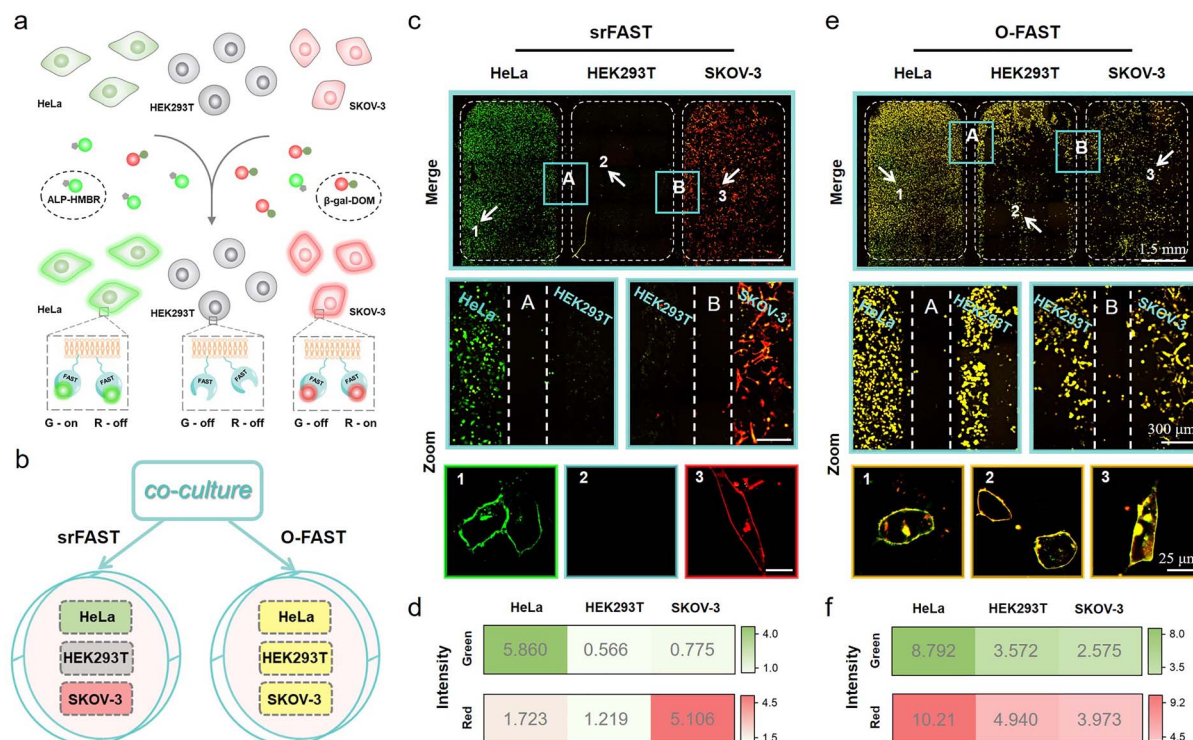 a
HeLa
HEK293T
SKOV-3
ALP-HMBR
β-gal-DOM
HeLa
HEK293T
SKOV-3
FAST FAST
FAST FAST
FAST FAST
G - on R - off
G - off R - off
G - off R - on
b
co-culture
srFAST O-FAST
HeLa HeLa
HEK293T HEK293T
SKOV-3 SKOV-3
c
srFAST
HeLa HEK293T SKOV-3
Merge
A
B
1
2
3
Zoom
HeLa A HEK293T
HEK293T B SKOV-3
1 2 3
d
HeLa HEK293T SKOV-3
Intensity
Green
5.860 0.566 0.775
4.0
1.0
Red
1.723 1.219 5.106
4.5
1.5
e
O-FAST
HeLa HEK293T SKOV-3
Merge
A
B
1
2
3
1.5 mm
Zoom
HeLa A HEK293T
HEK293T B SKOV-3
300 μm
1 2 3
25 μm
f
HeLa HEK293T SKOV-3
Intensity
Green
8.792 3.572 2.575
8.0
3.5
Red
10.21 4.940 3.973
9.2
4.5